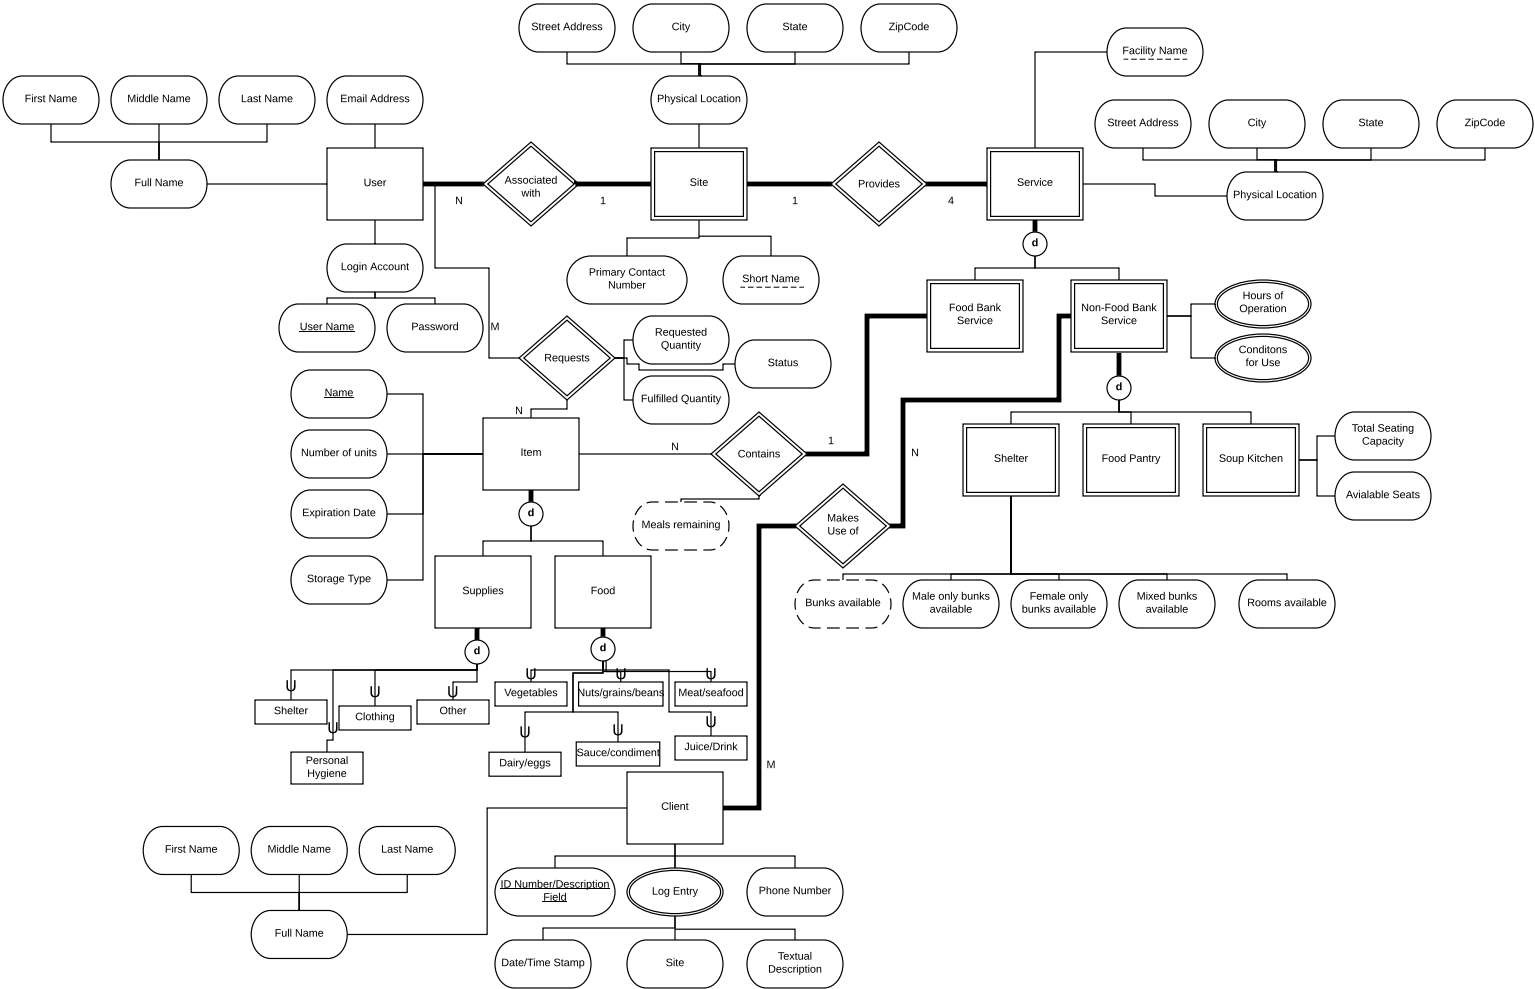 Street Address
City
State
ZipCode
Facility Name
Physical Location
First Name
Middle Name
Last Name
Email Address
Street Address
City
State
ZipCode
Full Name
User
Associated
with
Site
Provides
Service
Physical Location
N
1
1
4
d
Login Account
Primary Contact
Number
Short Name
User Name
Password
M
Food Bank
Service
Non-Food Bank
Service
Hours of
Operation
Conditons
for Use
Requests
Requested
Quantity
Status
Fulfilled Quantity
d
Name
N
Number of units
Item
N
Contains
1
N
Shelter
Food Pantry
Soup Kitchen
Total Seating
Capacity
Avialable Seats
Expiration Date
d
Meals remaining
Makes
Use of
Storage Type
Supplies
Food
Bunks available
Male only bunks
available
Female only
bunks available
Mixed bunks
available
Rooms available
d
d
Shelter
Clothing
Other
Vegetables
Nuts/grains/beans
Meat/seafood
Personal
Hygiene
Dairy/eggs
Sauce/condiment
Juice/Drink
M
Client
First Name
Middle Name
Last Name
Full Name
ID Number/Description
Field
Log Entry
Phone Number
Date/Time Stamp
Site
Textual
Description